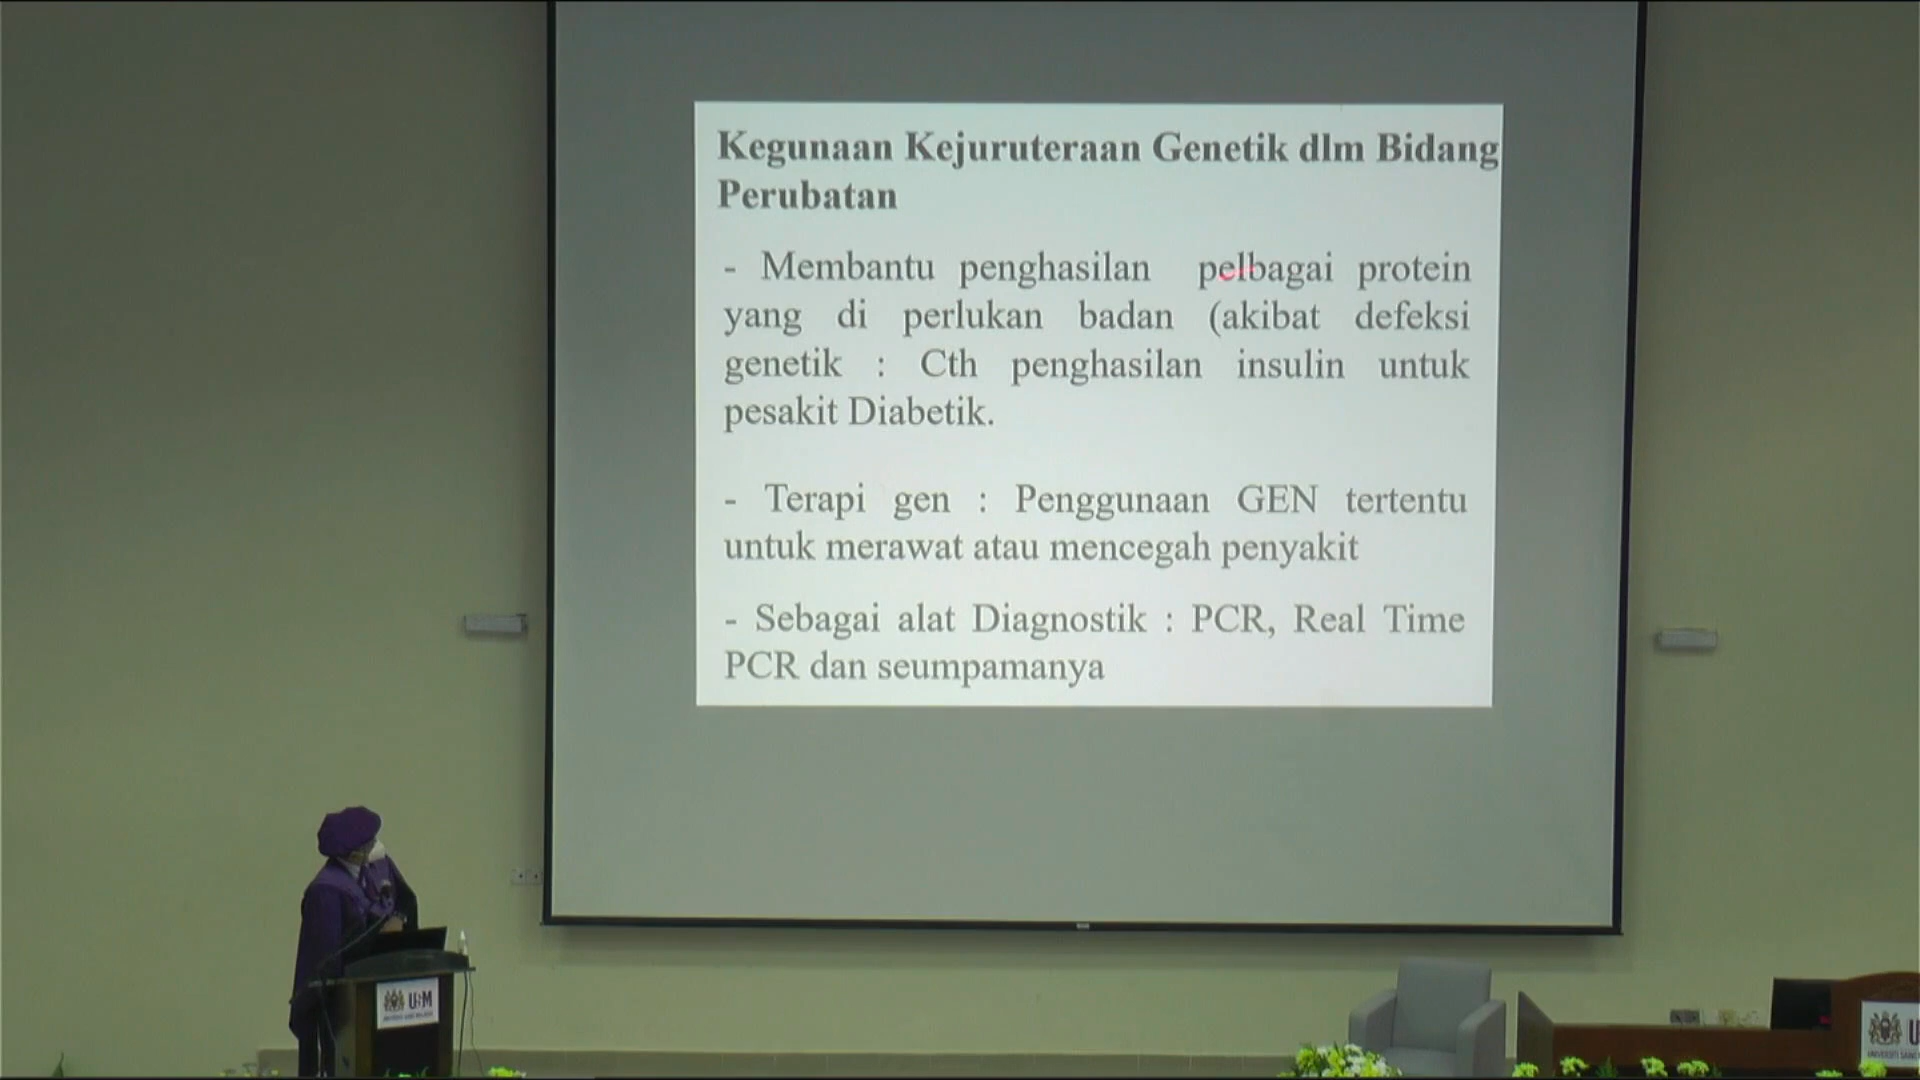 Kegunaan Kejuruteraan Genetik dlm Bidang
Perubatan
- Membantu penghasilan pelbagai protein
yang di perlukan badan (akibat defeksi
genetik : Cth penghasilan insulin untuk
pesakit Diabetik.
- Terapi gen : Penggunaan GEN tertentu
untuk merawat atau mencegah penyakit
- Sebagai alat Diagnostik : PCR, Real Time
PCR dan seumpamanya
USM